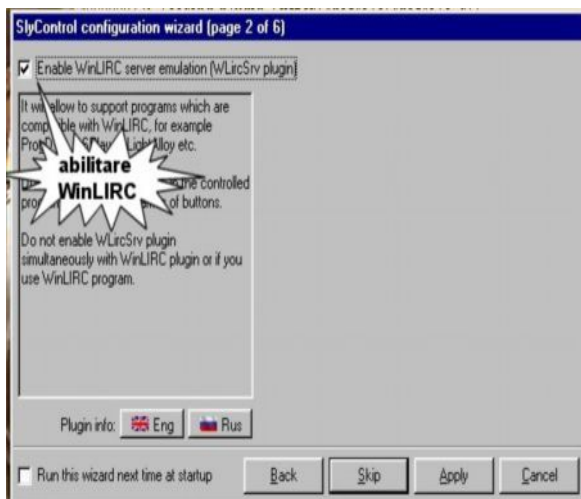 SlyControl configuration wizard (page 2 of 6)
Enable WinLIRC server emulation (WLircSrv plugin)
It will allow to support programs which are
compatible with WinLIRC, for example
LightAlloy etc.
abilitare
WinLIRC
in the controlled
of buttons.
Do not enable WLircSrv plugin
simultaneously with WinLIRC plugin or if you
use WinLIRC program.
Plugin info: Eng Rus
Run this wizard next time at startup Back Skip Apply Cancel